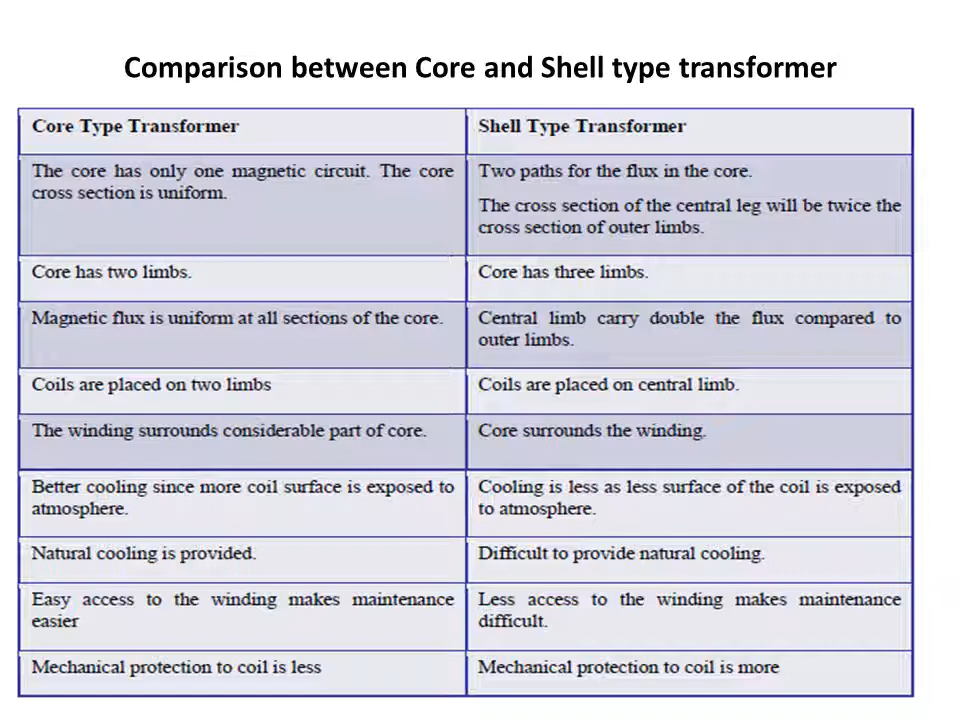 Comparison between Core and Shell type transformer
Core Type Transformer
Shell Type Transformer
The core has only one magnetic circuit. The core
cross section is uniform.
Two paths for the flux in the core.
The cross section of the central leg will be twice the
cross section of outer limbs.
Core has two limbs.
Core has three limbs.
Magnetic flux is uniform at all sections of the core.
Central limb carry double the flux compared to
outer limbs.
Coils are placed on two limbs
Coils are placed on central limb.
The winding surrounds considerable part of core.
Core surrounds the winding.
Better cooling since more coil surface is exposed to
atmosphere.
Cooling is less as less surface of the coil is exposed
to atmosphere.
Natural cooling is provided.
Difficult to provide natural cooling.
Easy access to the winding makes maintenance
easier
Less access to the winding makes maintenance
difficult.
Mechanical protection to coil is less
Mechanical protection to coil is more